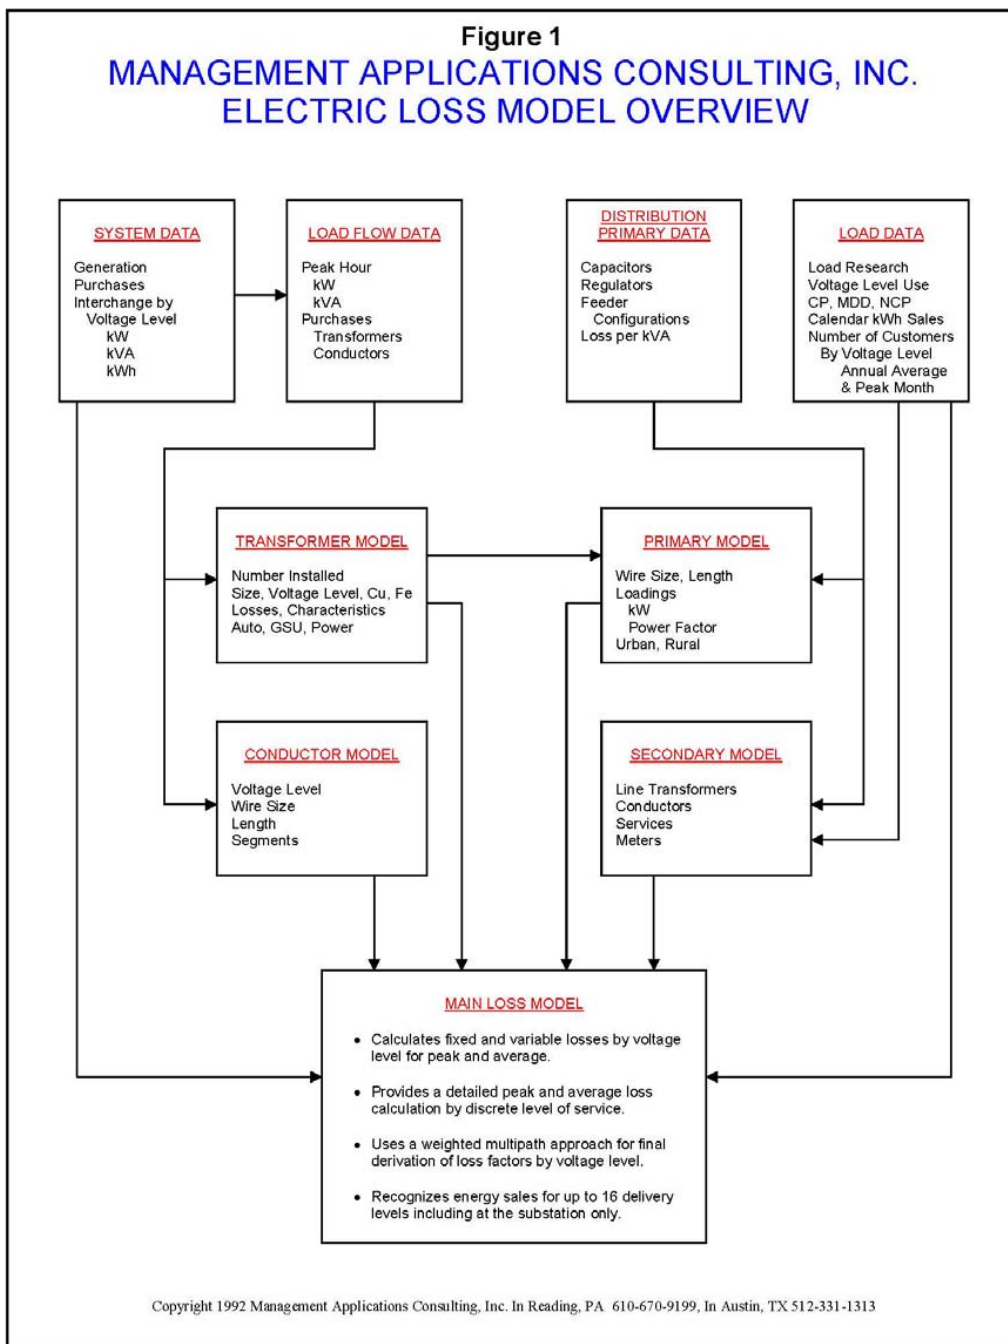 Figure 1
MANAGEMENT APPLICATIONS CONSULTING, INC.
ELECTRIC LOSS MODEL OVERVIEW
SYSTEM DATA
Generation
Purchases
Interchange by
Voltage Level
kW
kVA
kWh
LOAD FLOW DATA
Peak Hour
kW
kVA
Purchases
Transformers
Conductors
DISTRIBUTION
PRIMARY DATA
Capacitors
Regulators
Feeder
Configurations
Loss per kVA
LOAD DATA
Load Research
Voltage Level Use
CP, MDD, NCP
Calendar kWh Sales
Number of Customers
By Voltage Level
Annual Average
& Peak Month
TRANSFORMER MODEL
Number Installed
Size, Voltage Level, Cu, Fe
Losses, Characteristics
Auto, GSU, Power
PRIMARY MODEL
Wire Size, Length
Loadings
kW
Power Factor
Urban, Rural
CONDUCTOR MODEL
Voltage Level
Wire Size
Length
Segments
SECONDARY MODEL
Line Transformers
Conductors
Services
Meters
MAIN LOSS MODEL
• Calculates fixed and variable losses by voltage
level for peak and average.
• Provides a detailed peak and average loss
calculation by discrete level of service.
• Uses a weighted multipath approach for final
derivation of loss factors by voltage level.
• Recognizes energy sales for up to 16 delivery
levels including at the substation only.
Copyright 1992 Management Applications Consulting, Inc. In Reading, PA 610-670-9199, In Austin, TX 512-331-1313